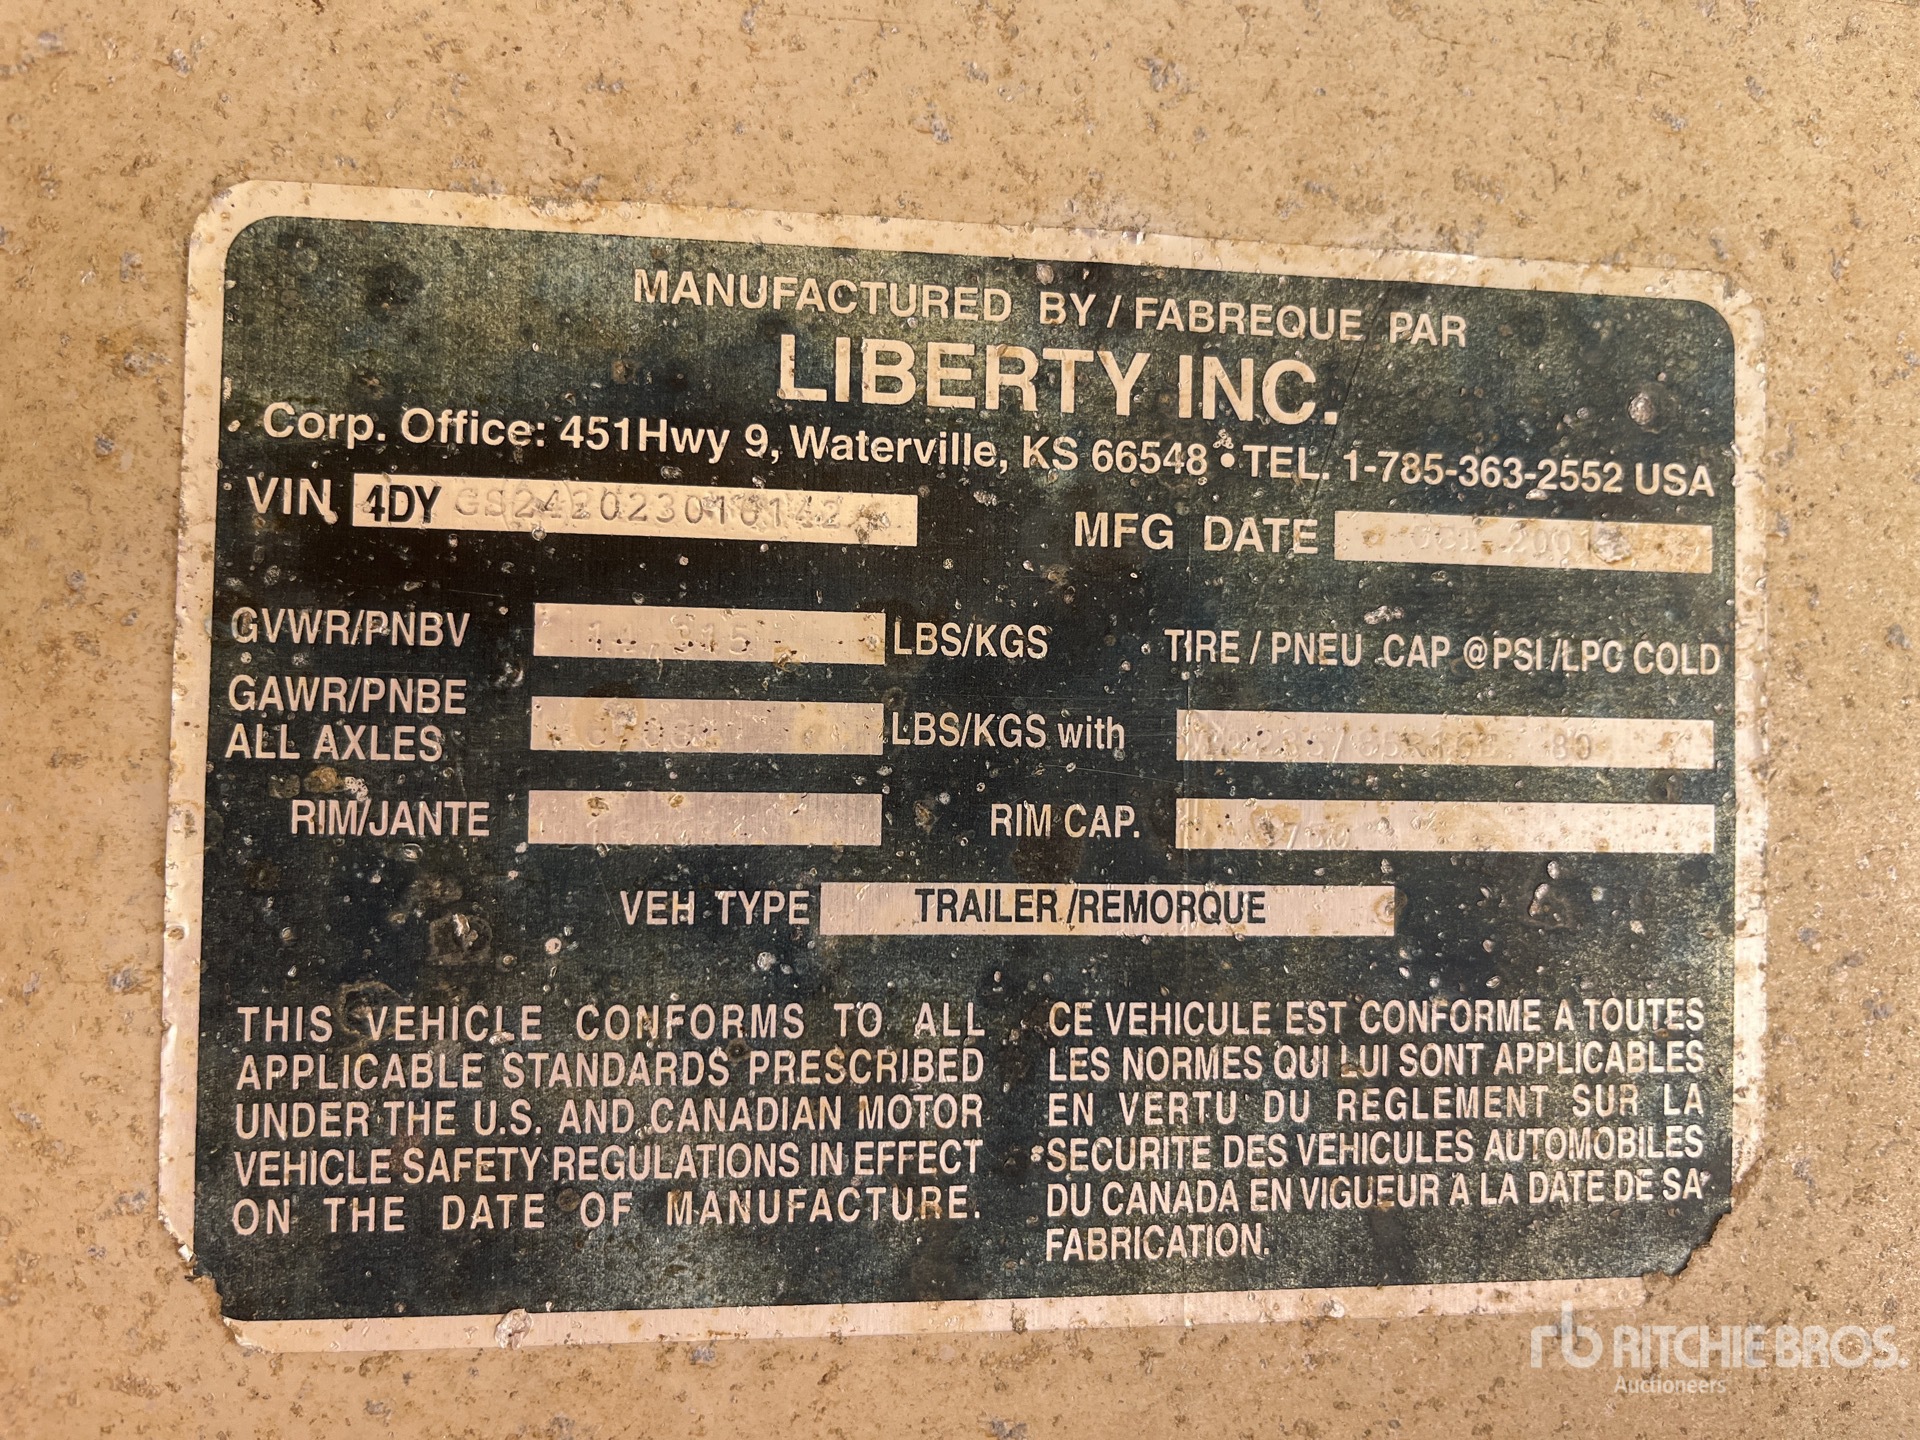 MANUFACTURED BY / FABREQUE PAR
LIBERTY INC.
Corp. Office: 451Hwy 9, Waterville, KS 66548 • TEL. 1-785-363-2552 USA
VIN 4DY MFG DATE
GVWR/PNBV LBS/KGS TIRE / PNEU CAP @PSI/LPC COLD
GAWR/PNBE
ALL AXLES LBS/KGS with 80
RIM/JANTE RIM CAP.
VEH TYPE TRAILER/REMORQUE
THIS VEHICLE CONFORMS TO ALL
APPLICABLE STANDARDS PRESCRIBED
UNDER THE U.S. AND CANADIAN MOTOR
VEHICLE SAFETY REGULATIONS IN EFFECT
ON THE DATE OF MANUFACTURE.
CE VEHICULE EST CONFORME A TOUTES
LES NORMES QUI LUI SONT APPLICABLES
EN VERTU DU REGLEMENT SUR LA
SECURITE DES VEHICULES AUTOMOBILES
DU CANADA EN VIGUEUR A LA DATE DE SA
FABRICATION.
rb RITCHIE BROS.
Auctioneers